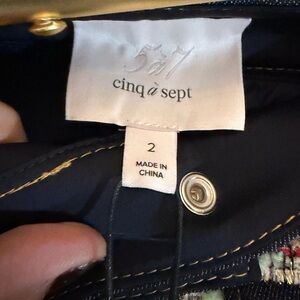 5à7
cinq à sept
2
MADE IN
CHINA